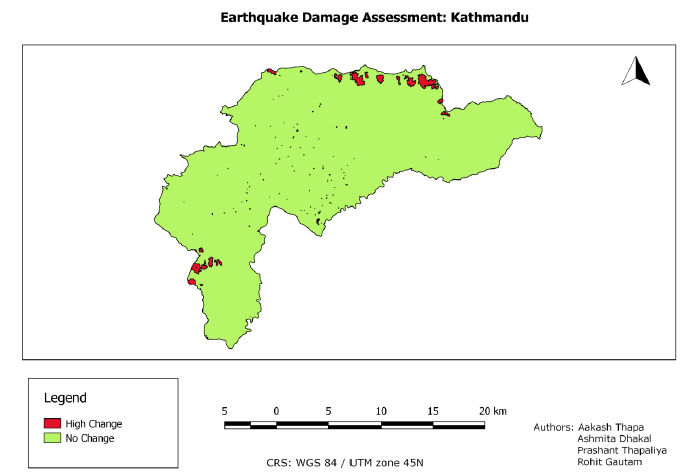 Earthquake Damage Assessment: Kathmandu
Legend
High Change
No Change
5 0 5 10 15 20 km
CRS: WGS 84 / UTM zone 45N
Authors: Aakash Thapa
Ashmita Dhakal
Prashant Thapaliya
Rohit Gautam